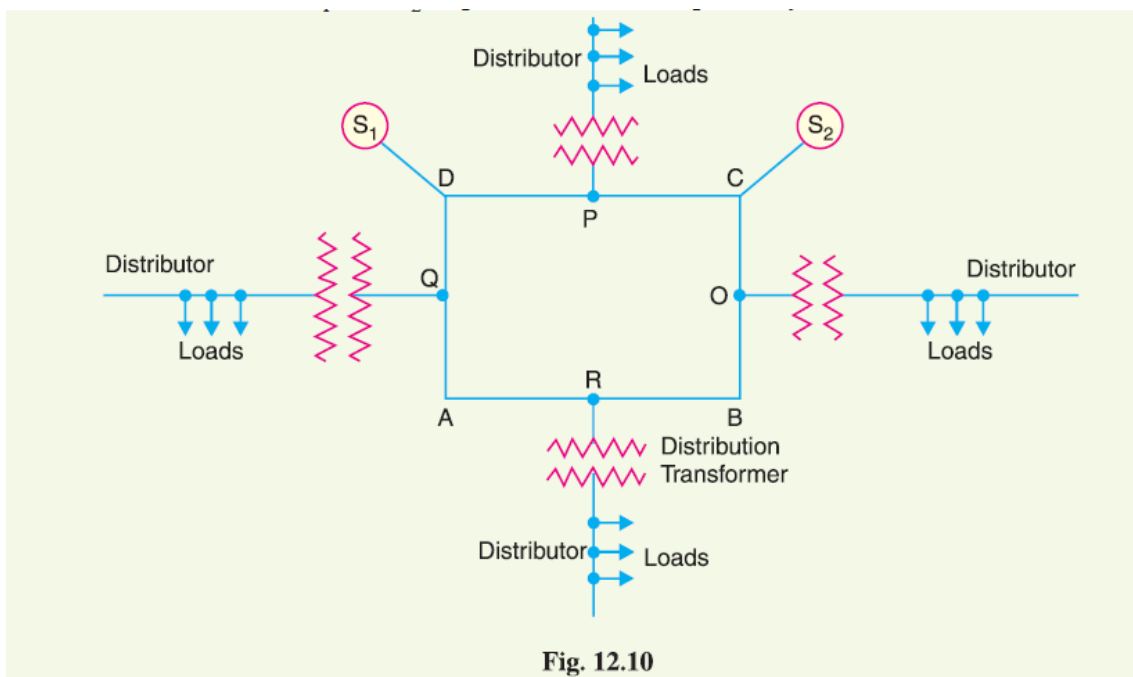 Distributor
Loads
S1
S2
D
C
P
Distributor
Q
O
Distributor
Loads
Loads
R
A
B
Distribution
Transformer
Distributor
Loads
Fig. 12.10